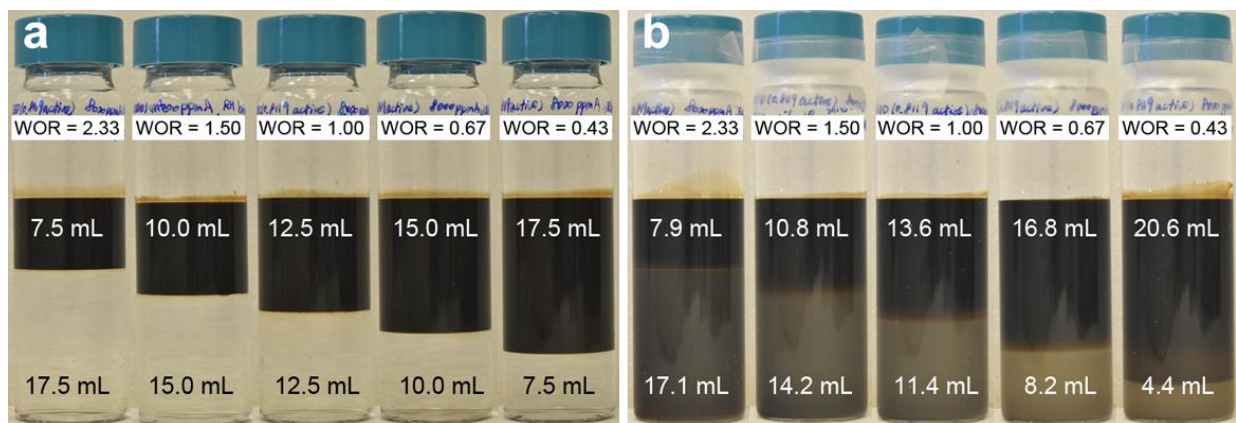 a
WOR = 2.33 WOR = 1.50 WOR = 1.00 WOR = 0.67 WOR = 0.43
7.5 mL 10.0 mL 12.5 mL 15.0 mL 17.5 mL
17.5 mL 15.0 mL 12.5 mL 10.0 mL 7.5 mL
b
WOR = 2.33 WOR = 1.50 WOR = 1.00 WOR = 0.67 WOR = 0.43
7.9 mL 10.8 mL 13.6 mL 16.8 mL 20.6 mL
17.1 mL 14.2 mL 11.4 mL 8.2 mL 4.4 mL